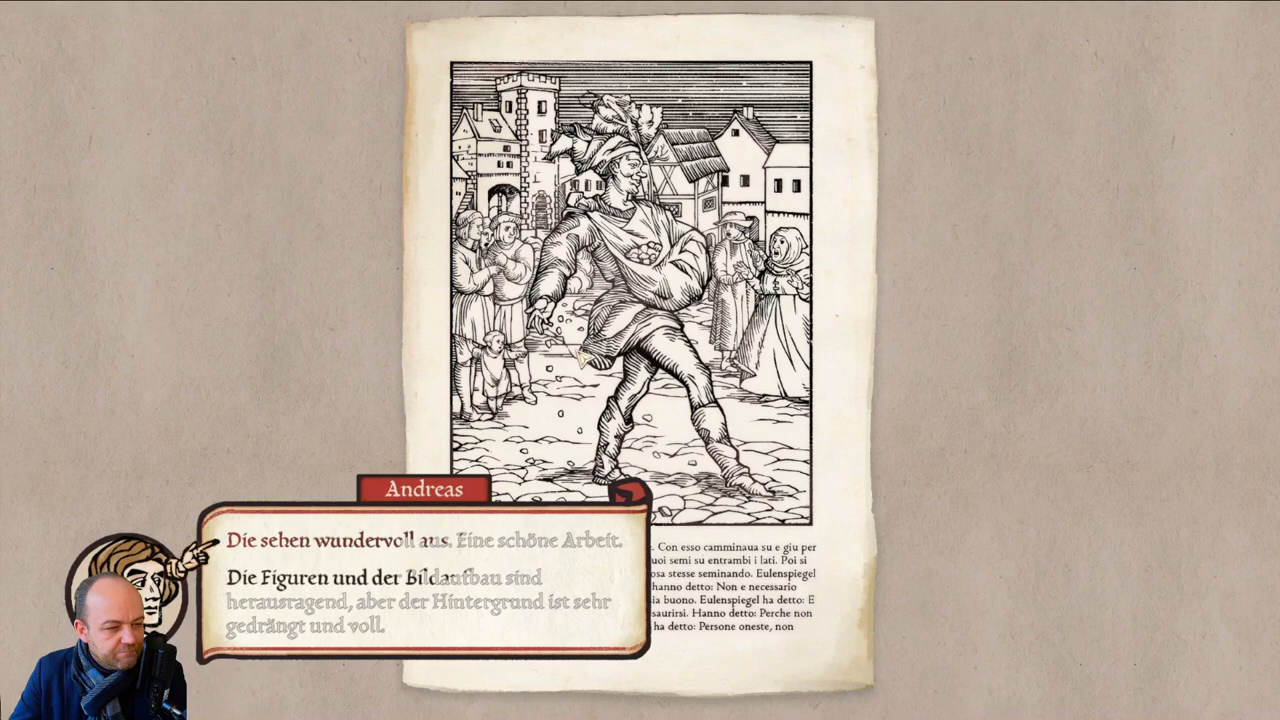 Andreas
Die sehen wundervoll aus. Eine schöne Arbeit.
Die Figuren und der Bildaufbau sind
herausragend, aber der Hintergrund ist sehr
gedrängt und voll.
e. Con esso camminaua su e giu per
uoi semi su entrambi i lati. Poi si
osa stesse seminando. Eulenspiegel
hanno detto: Non e necessario
sia buono. Eulenspiegel ha detto: E
saurirsi. Hanno detto: Perche non
ha detto: Persone oneste, non